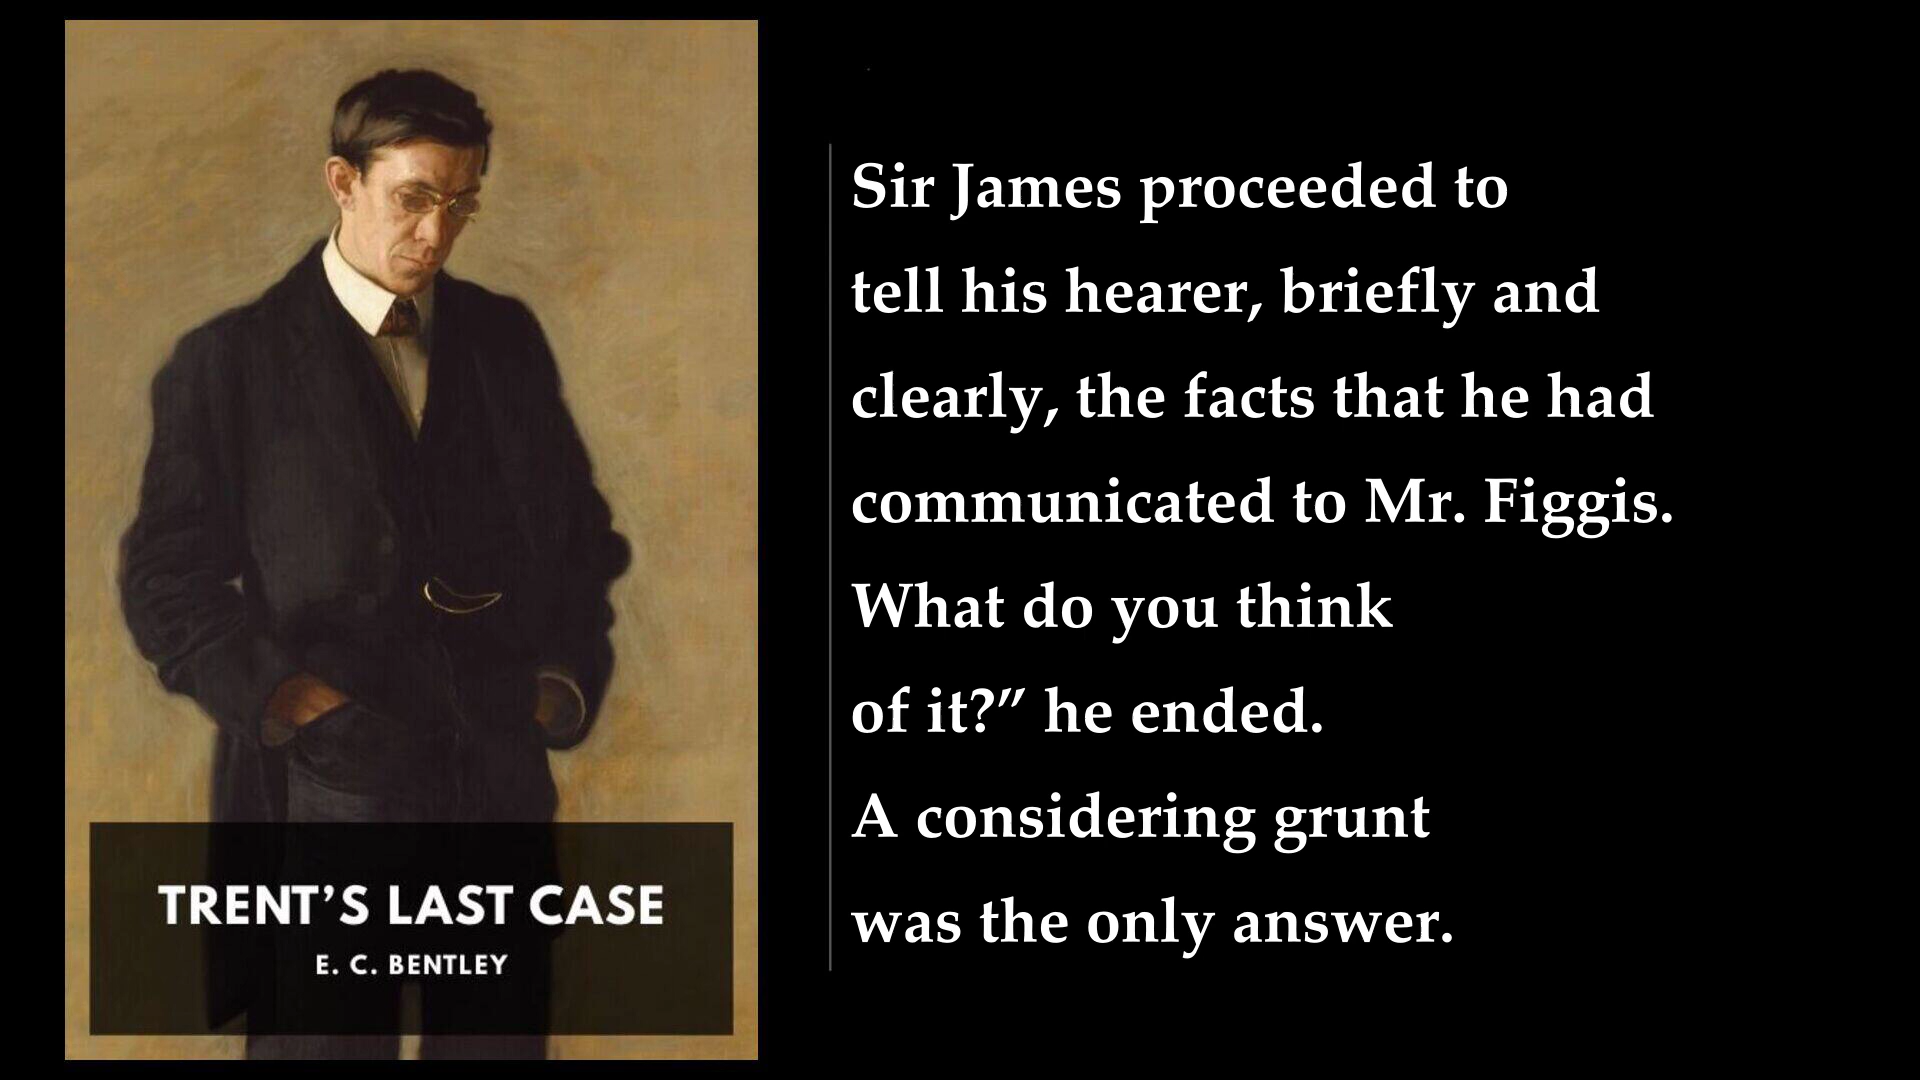 Sir James proceeded to
tell his hearer, briefly and
clearly, the facts that he had
communicated to Mr. Figgis.
What do you think
of it?” he ended.
A considering grunt
was the only answer.
TRENT’S LAST CASE
E. C. BENTLEY